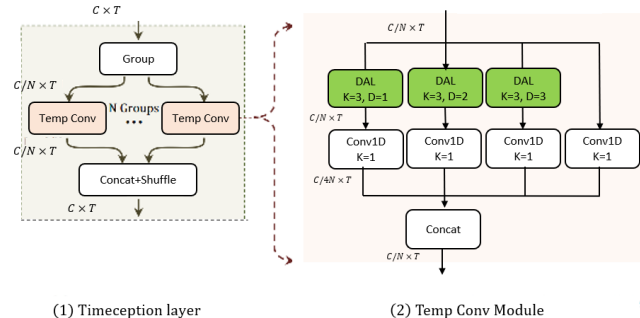 C × T
Group
C/N × T
N Groups
...
Temp Conv
Temp Conv
C/N × T
Concat+Shuffle
C × T
(1) Timeception layer
C/N × T
DAL
K=3, D=1
DAL
K=3, D=2
DAL
K=3, D=3
C/N × T
Conv1D
K=1
Conv1D
K=1
Conv1D
K=1
Conv1D
K=1
C/4N × T
Concat
C/N × T
(2) Temp Conv Module